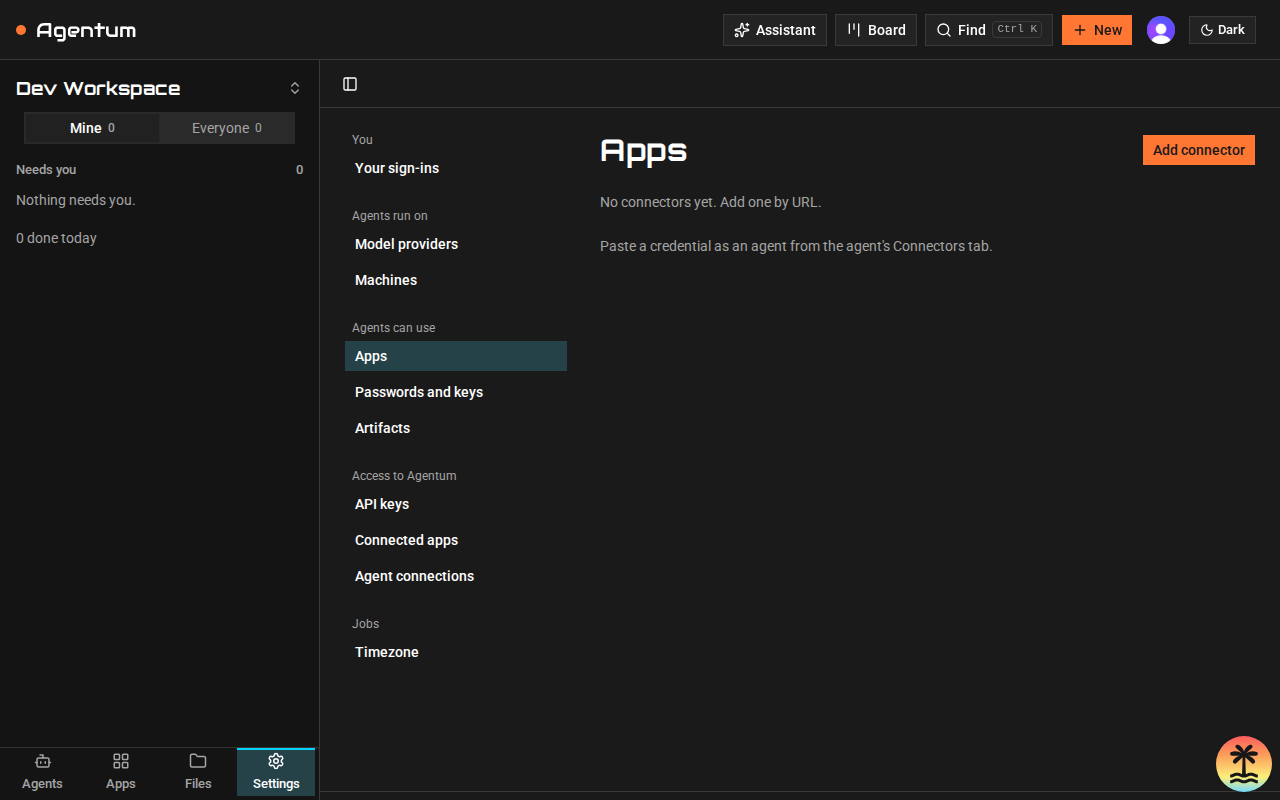 Agentum
Assistant
Board
Find Ctrl K
New
Dark
Dev Workspace
Mine 0
Everyone 0
Needs you 0
Nothing needs you.
0 done today
Agents
Apps
Files
Settings
You
Your sign-ins
Agents run on
Model providers
Machines
Agents can use
Apps
Passwords and keys
Artifacts
Access to Agentum
API keys
Connected apps
Agent connections
Jobs
Timezone
Apps
Add connector
No connectors yet. Add one by URL.
Paste a credential as an agent from the agent's Connectors tab.